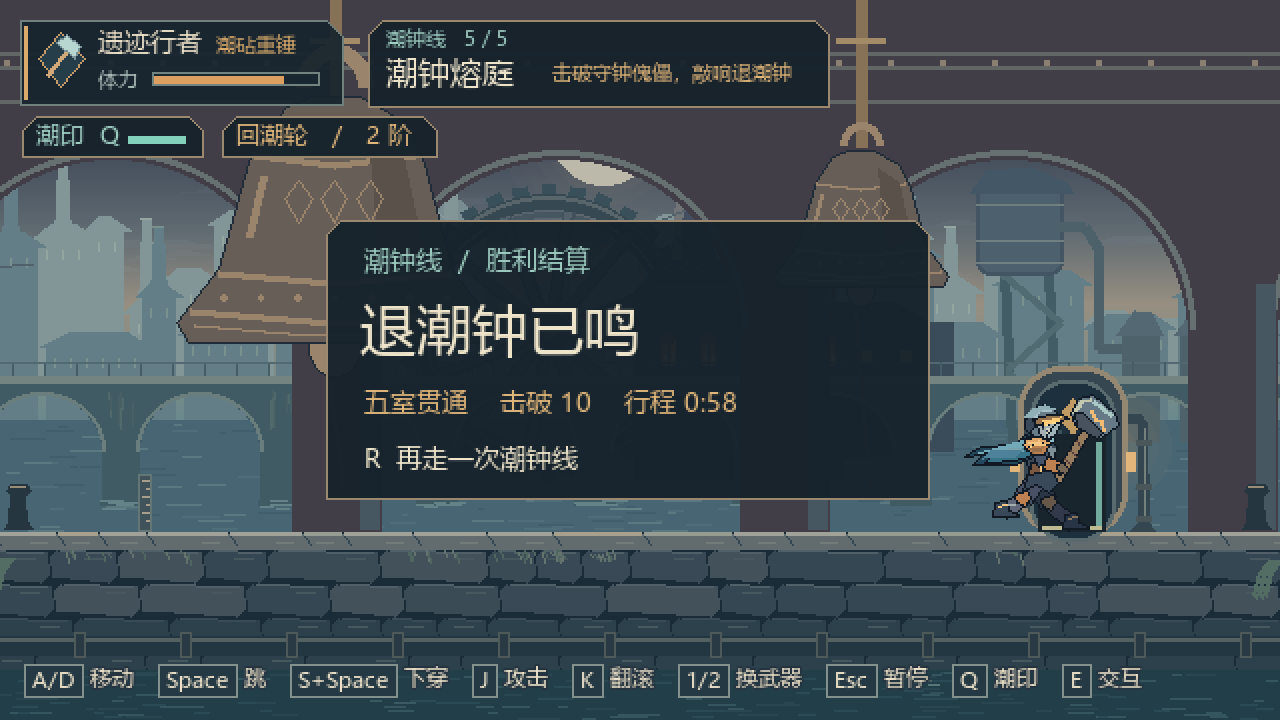 遗迹行者 潮砧重锤
体力
潮钟线 5 / 5
潮钟熔庭 击破守钟傀儡，敲响退潮钟
潮印 Q
回潮轮 / 2 阶
潮钟线 / 胜利结算
退潮钟已鸣
五室贯通 击破 10 行程 0:58
R 再走一次潮钟线
A/D 移动 Space 跳 S+Space 下穿 J 攻击 K 翻滚 1/2 换武器 Esc 暂停 Q 潮印 E 交互